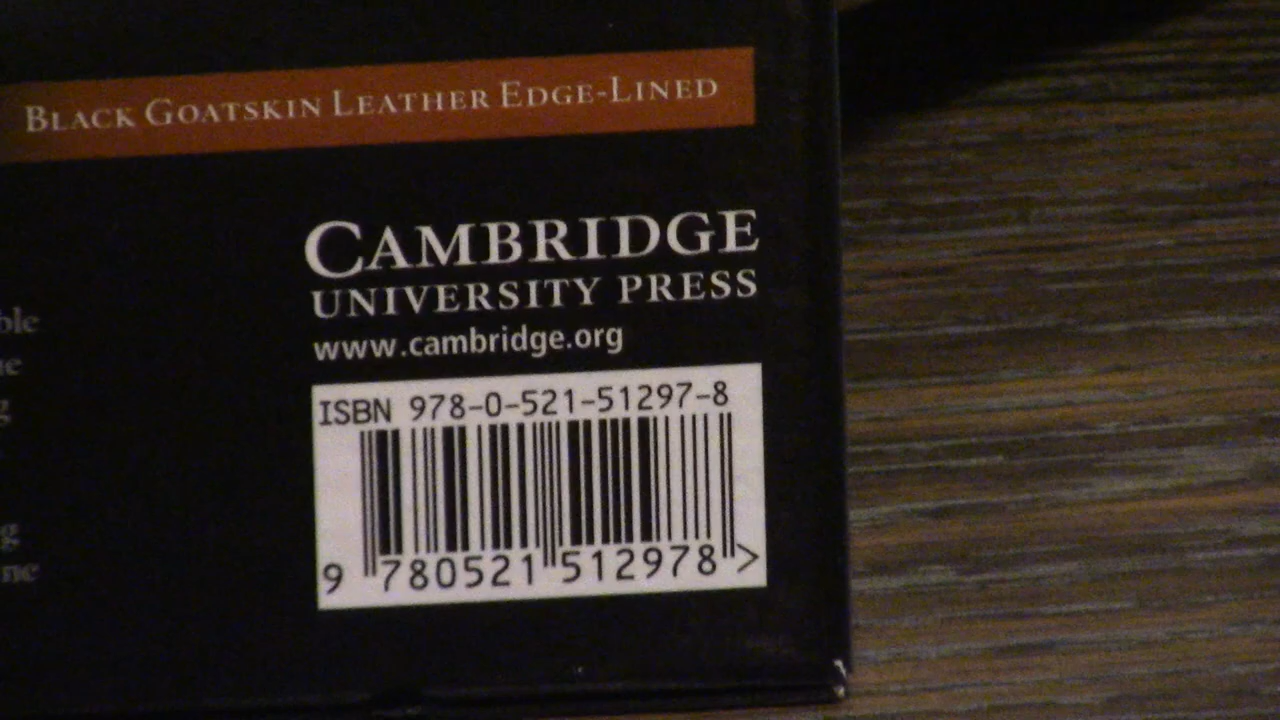 BLACK GOATSKIN LEATHER EDGE-LINED
CAMBRIDGE
UNIVERSITY PRESS
www.cambridge.org
ISBN 978-0-521-51297-8
9 780521 512978 >